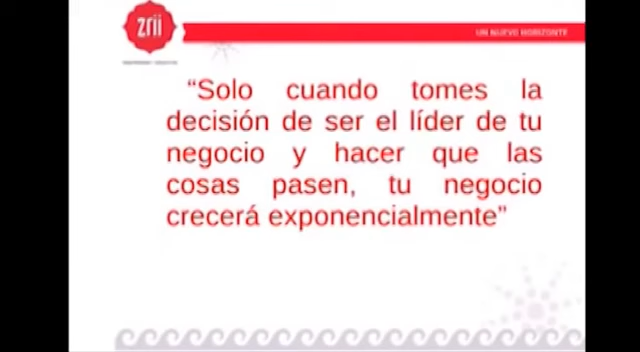 zrii
UN NUEVO HORIZONTE
“Solo cuando tomes la
decisión de ser el líder de tu
negocio y hacer que las
cosas pasen, tu negocio
crecerá exponencialmente”